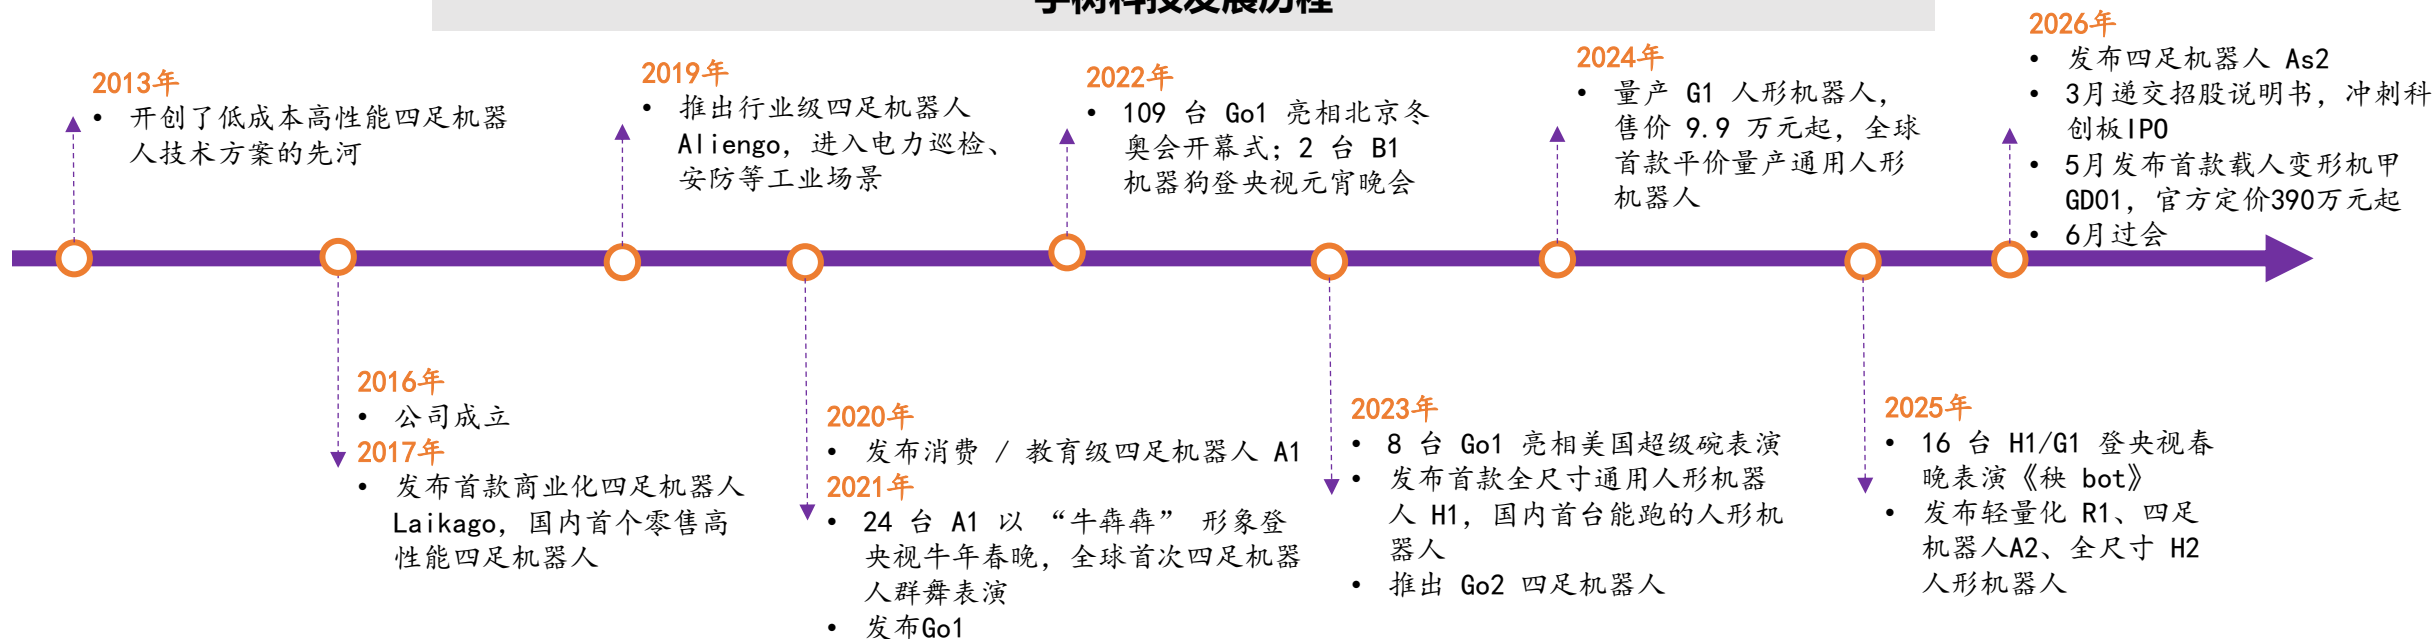 宇树科技发展历程
2013年
• 开创了低成本高性能四足机器
人技术方案的先河
2016年
• 公司成立
2017年
• 发布首款商业化四足机器人
Laikago，国内首个零售高
性能四足机器人
2019年
• 推出行业级四足机器人
Aliengo，进入电力巡检、
安防等工业场景
2020年
• 发布消费 / 教育级四足机器人 A1
2021年
• 24 台 A1 以 “牛犇犇” 形象登
央视牛年春晚，全球首次四足机器
人群舞表演
• 发布Go1
2022年
• 109 台 Go1 亮相北京冬
奥会开幕式；2 台 B1
机器狗登央视元宵晚会
2023年
• 8 台 Go1 亮相美国超级碗表演
• 发布首款全尺寸通用人形机器
人 H1，国内首台能跑的人形机
器人
• 推出 Go2 四足机器人
2024年
• 量产 G1 人形机器人，
售价 9.9 万元起，全球
首款平价量产通用人形
机器人
2025年
• 16 台 H1/G1 登央视春
晚表演《秧 bot》
• 发布轻量化 R1、四足
机器人A2、全尺寸 H2
人形机器人
2026年
• 发布四足机器人 As2
• 3月递交招股说明书，冲刺科
创板IPO
• 5月发布首款载人变形机甲
GD01，官方定价390万元起
• 6月过会